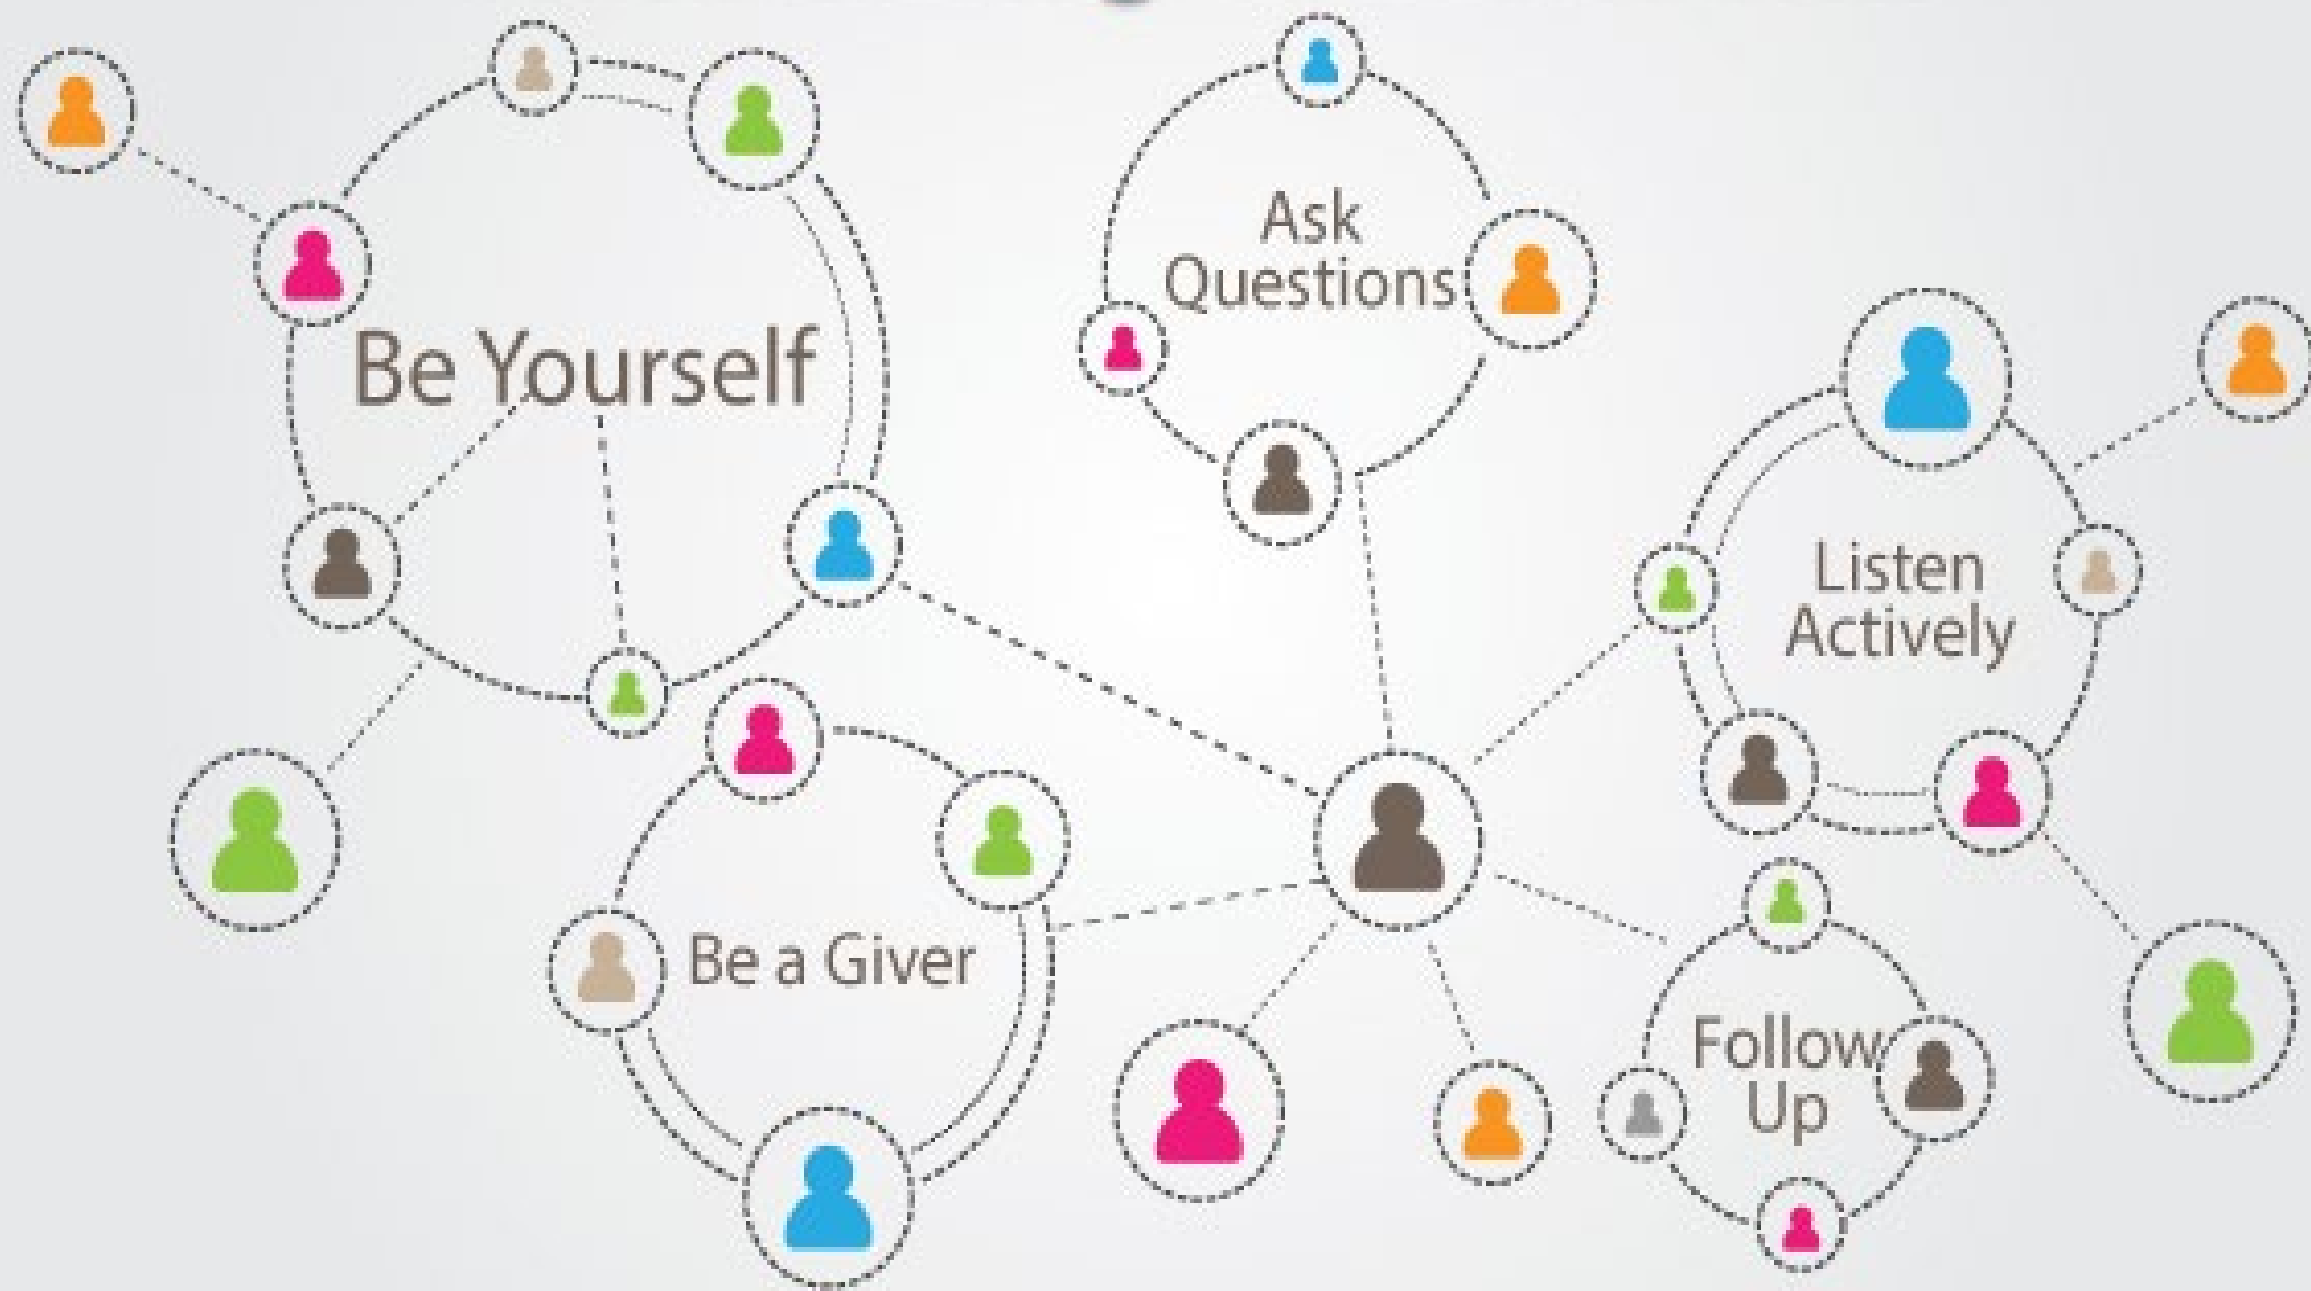 Be Yourself
Ask
Questions
Listen
Actively
Be a Giver
Follow
Up